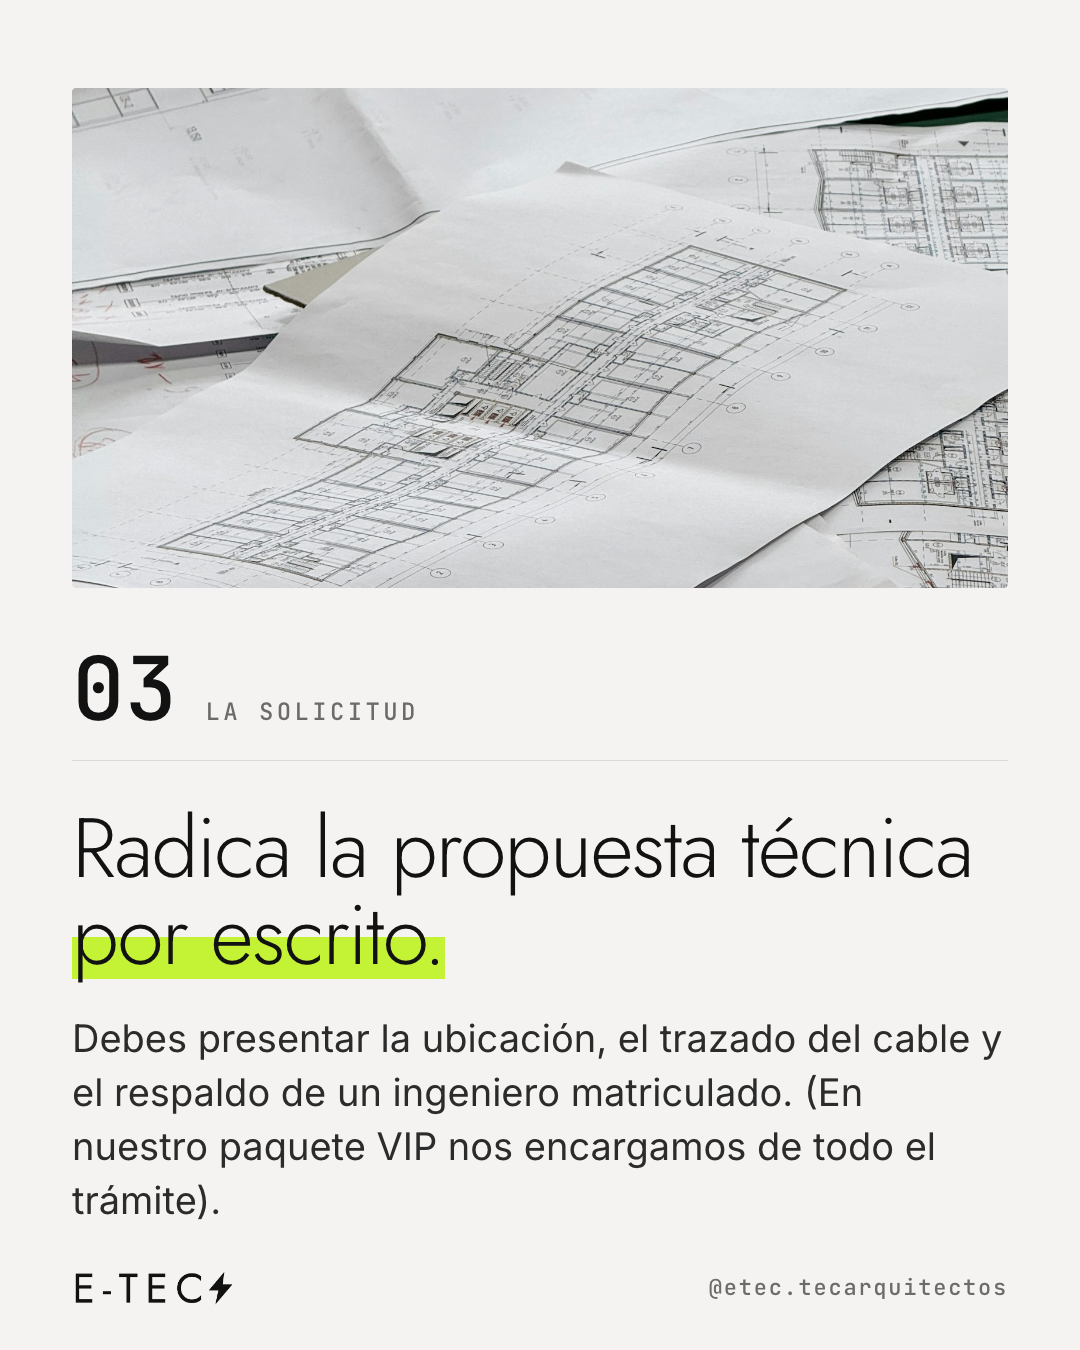 03 LA SOLICITUD
Radica la propuesta técnica
por escrito.
Debes presentar la ubicación, el trazado del cable y
el respaldo de un ingeniero matriculado. (En
nuestro paquete VIP nos encargamos de todo el
trámite).
E-TEC
@etec.tecarquitectos